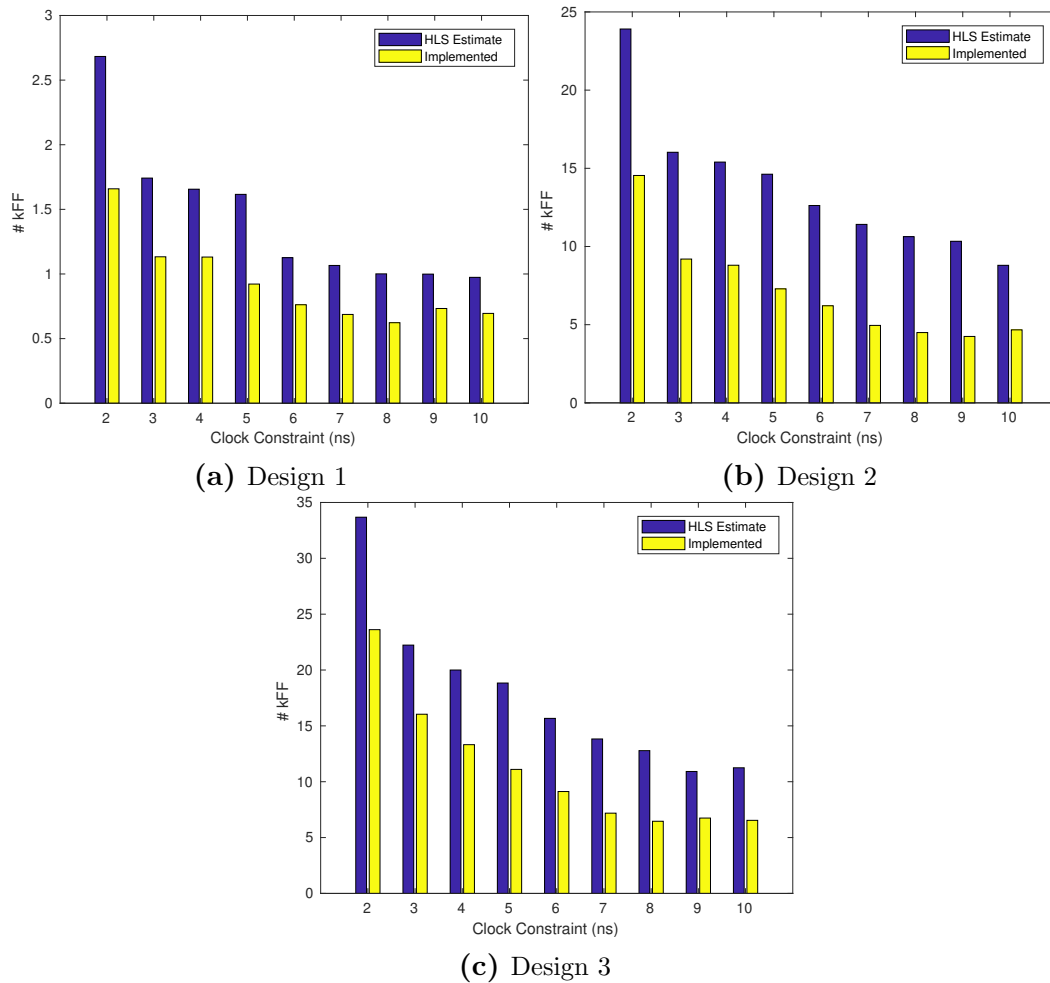 3
2.5
2
1.5
1
0.5
0
# kFF
HLS Estimate
Implemented
2 3 4 5 6 7 8 9 10
Clock Constraint (ns)
(a) Design 1
25
20
15
10
5
0
# kFF
HLS Estimate
Implemented
2 3 4 5 6 7 8 9 10
Clock Constraint (ns)
(b) Design 2
35
30
25
20
15
10
5
0
# kFF
HLS Estimate
Implemented
2 3 4 5 6 7 8 9 10
Clock Constraint (ns)
(c) Design 3